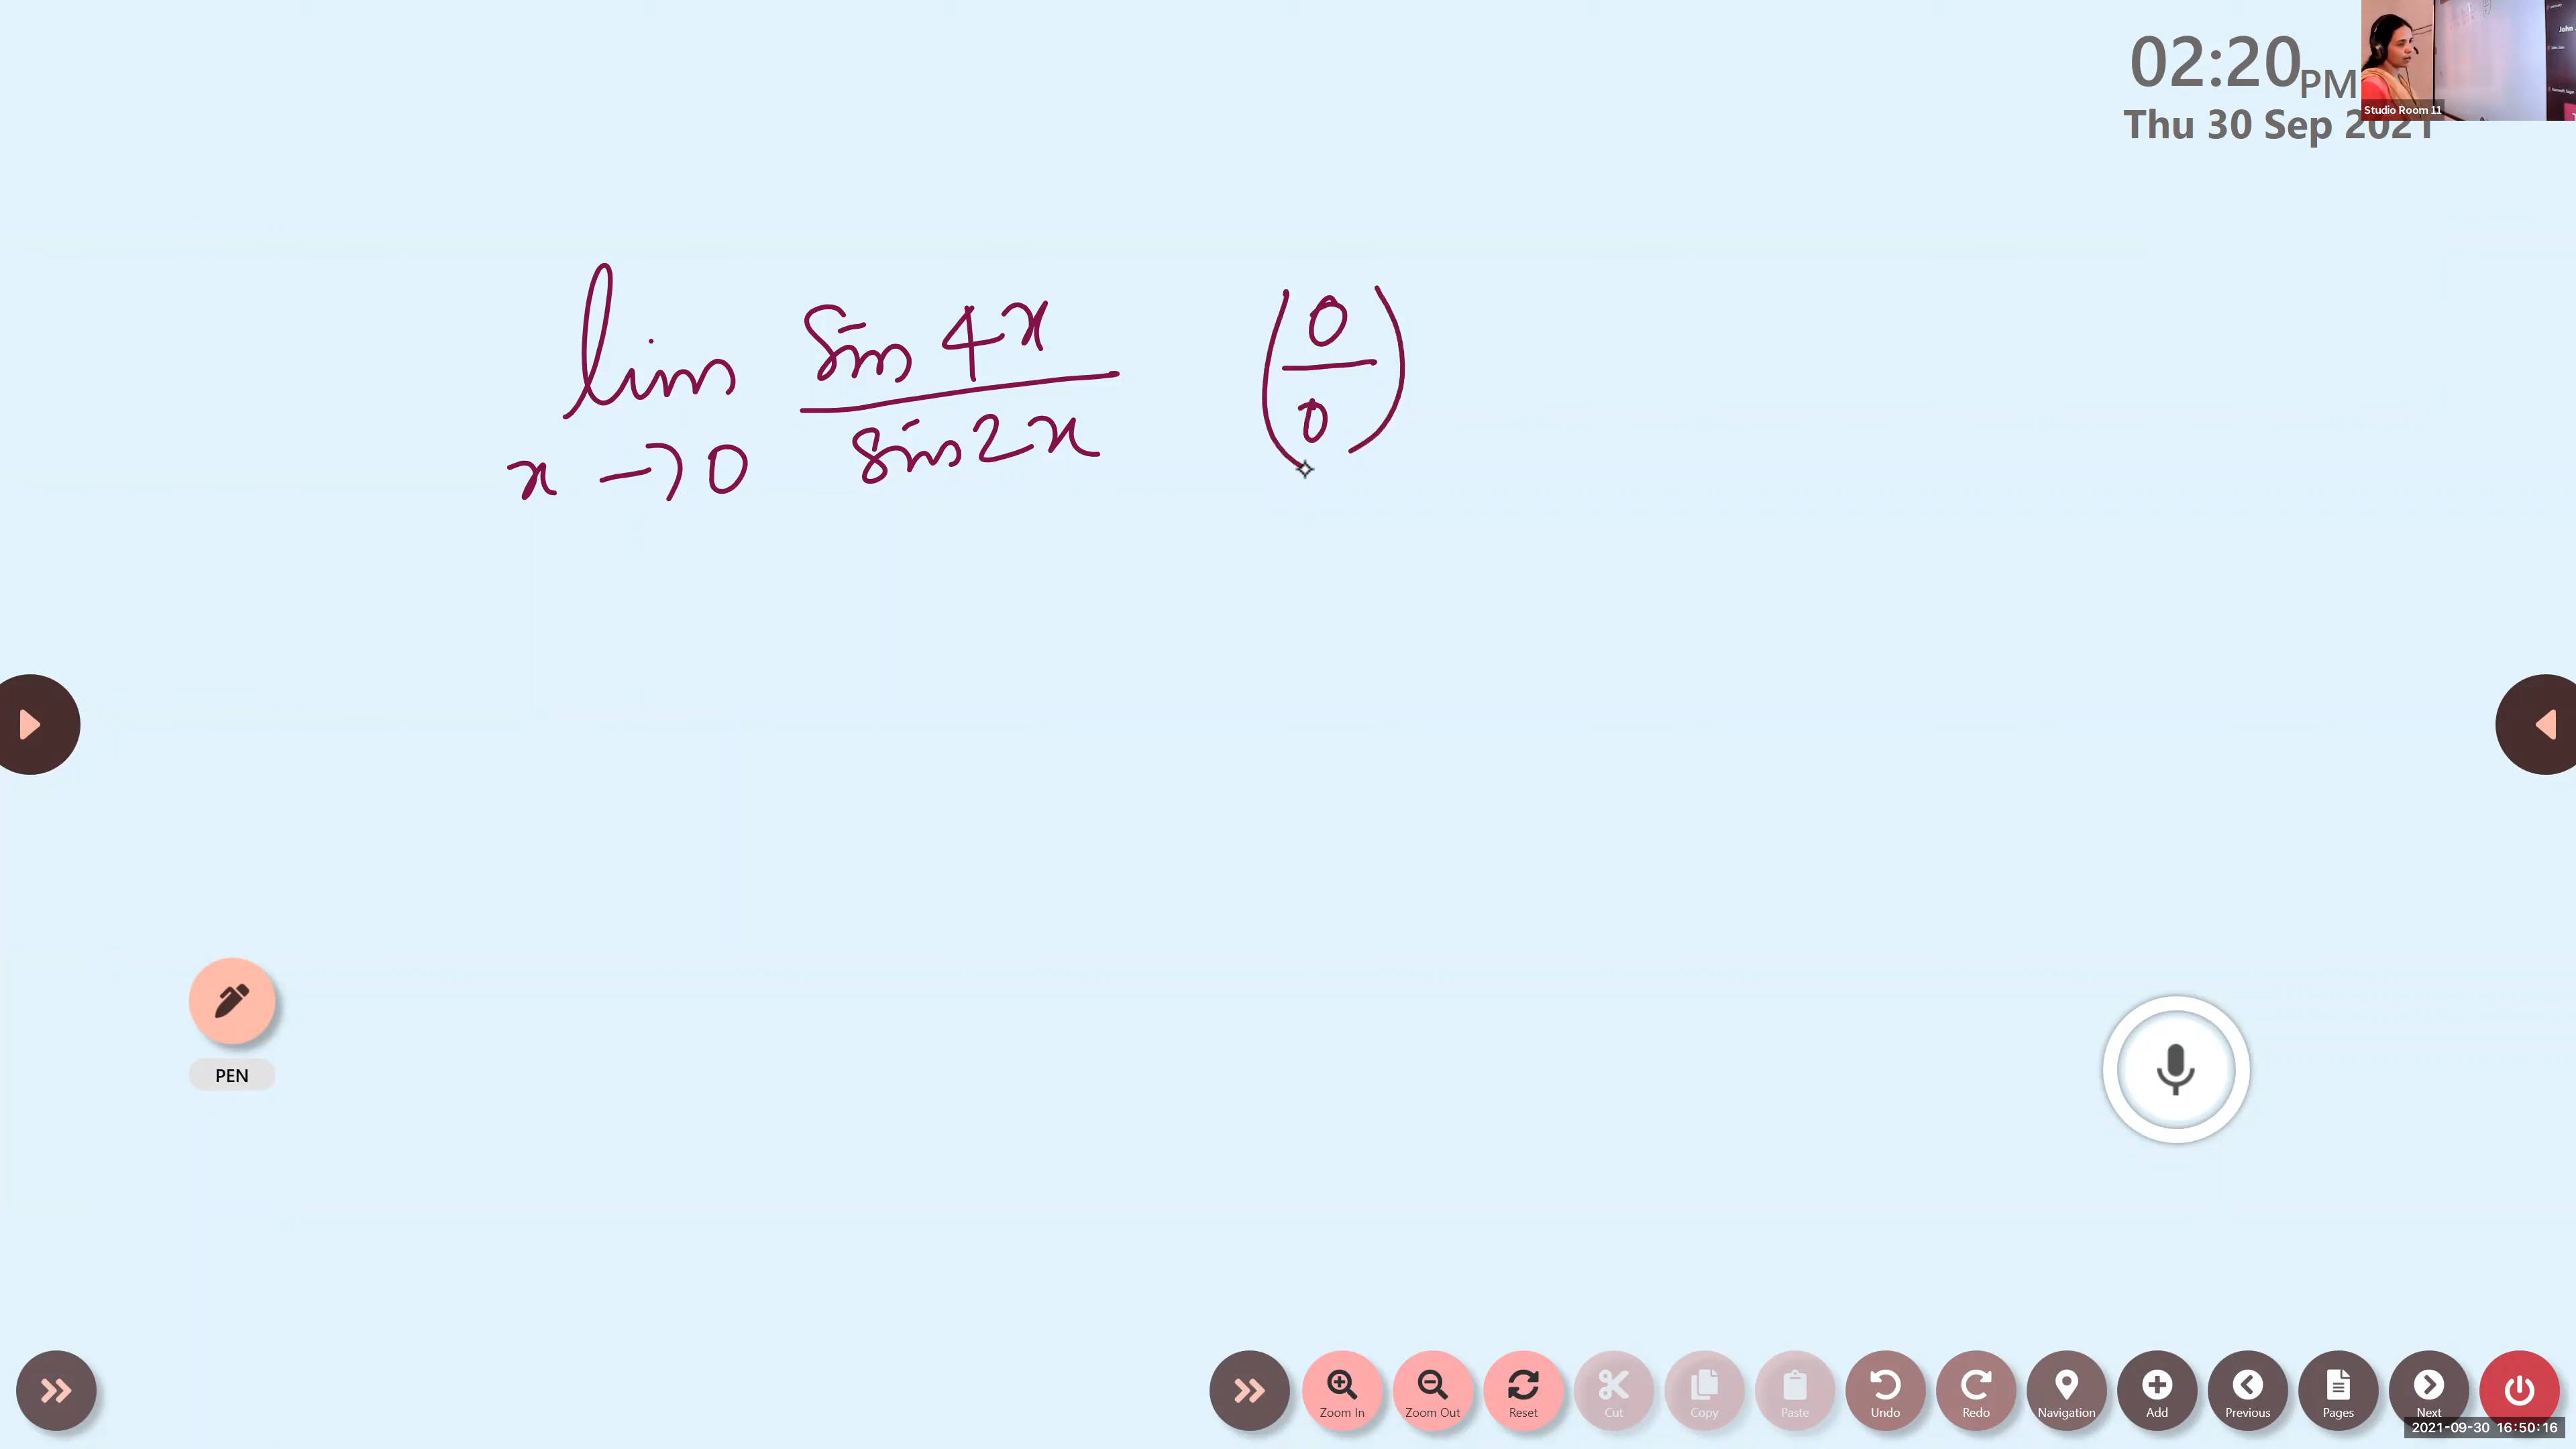 02:20 PM
Thu 30 Sep 2021
Studio Room 11
lim sin 4x / sin 2x (0/0)
x → 0
PEN
Zoom In Zoom Out Reset Cut Copy Paste Undo Redo Navigation Add Previous Pages Next
2021-09-30 16:50:16